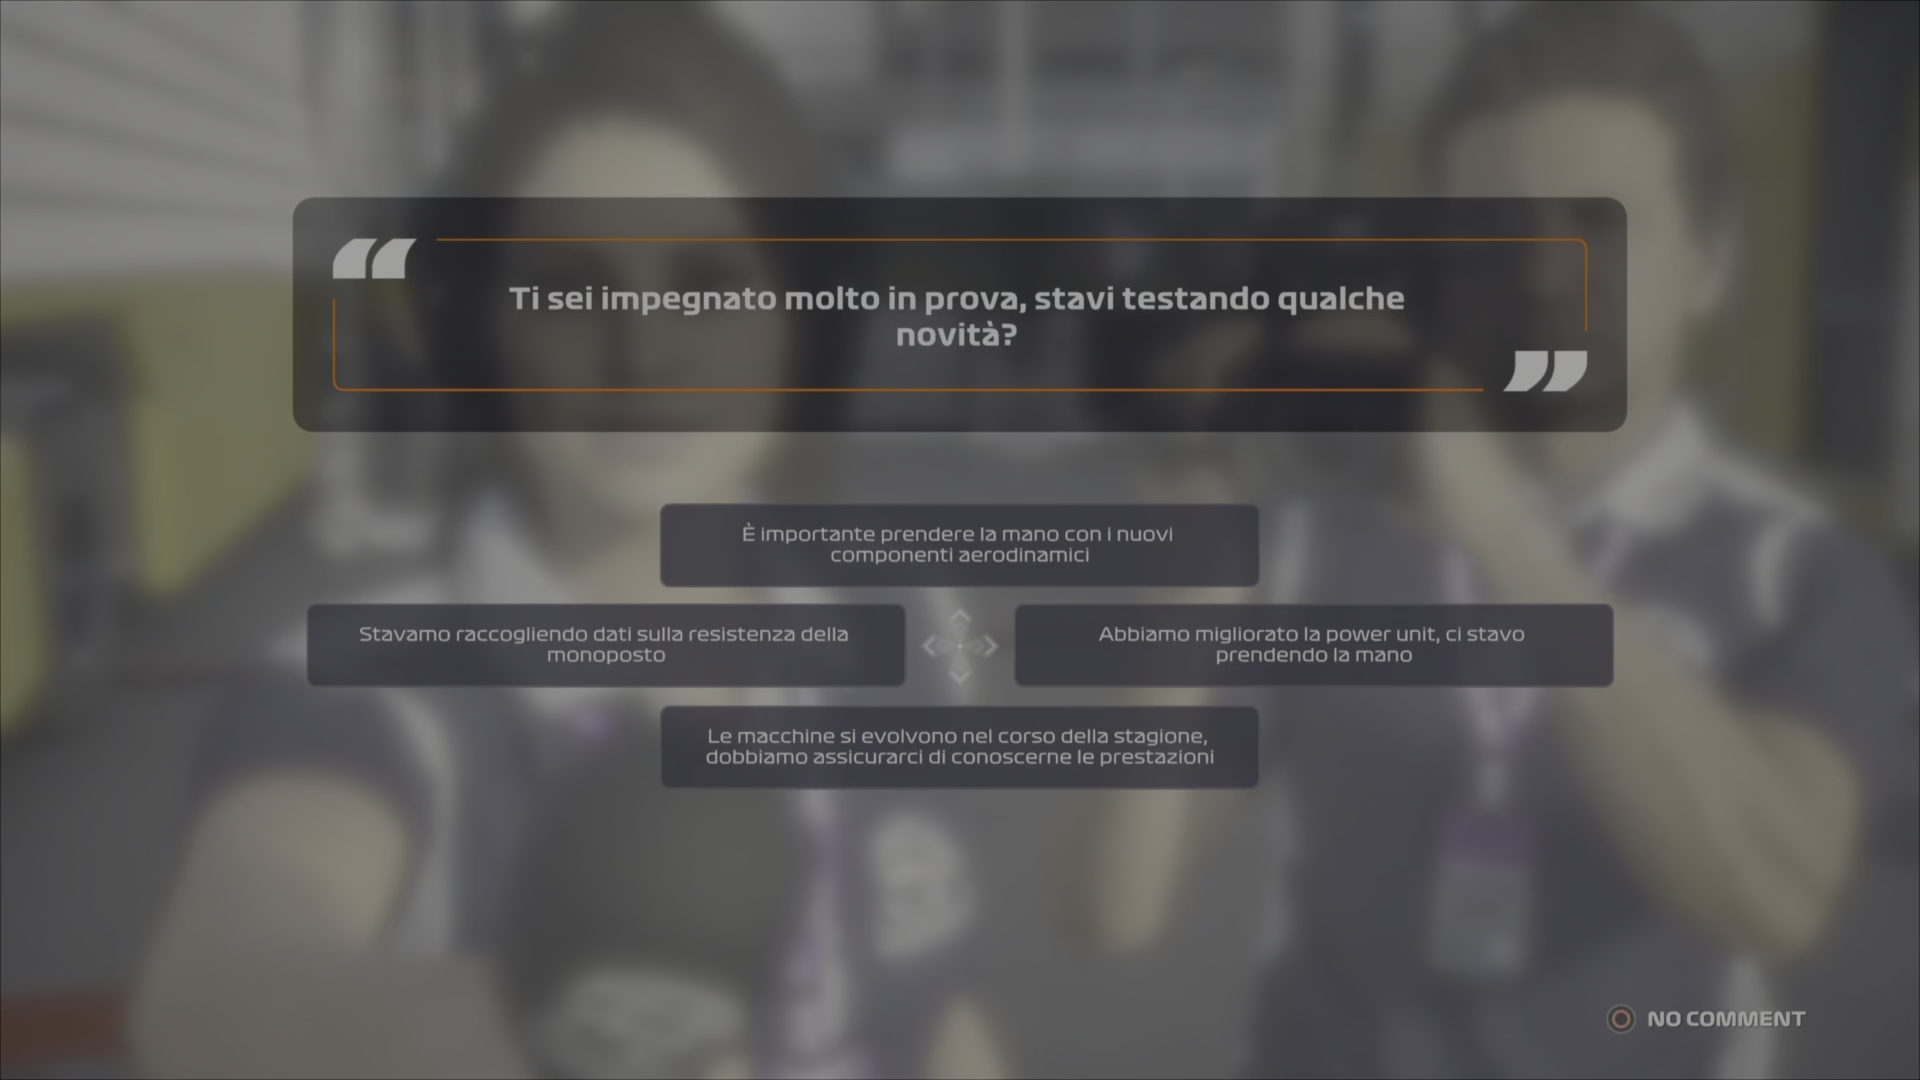 Ti sei impegnato molto in prova, stavi testando qualche
novità?
È importante prendere la mano con i nuovi
componenti aerodinamici
Stavamo raccogliendo dati sulla resistenza della
monoposto
Abbiamo migliorato la power unit, ci stavo
prendendo la mano
Le macchine si evolvono nel corso della stagione,
dobbiamo assicurarci di conoscerne le prestazioni
NO COMMENT